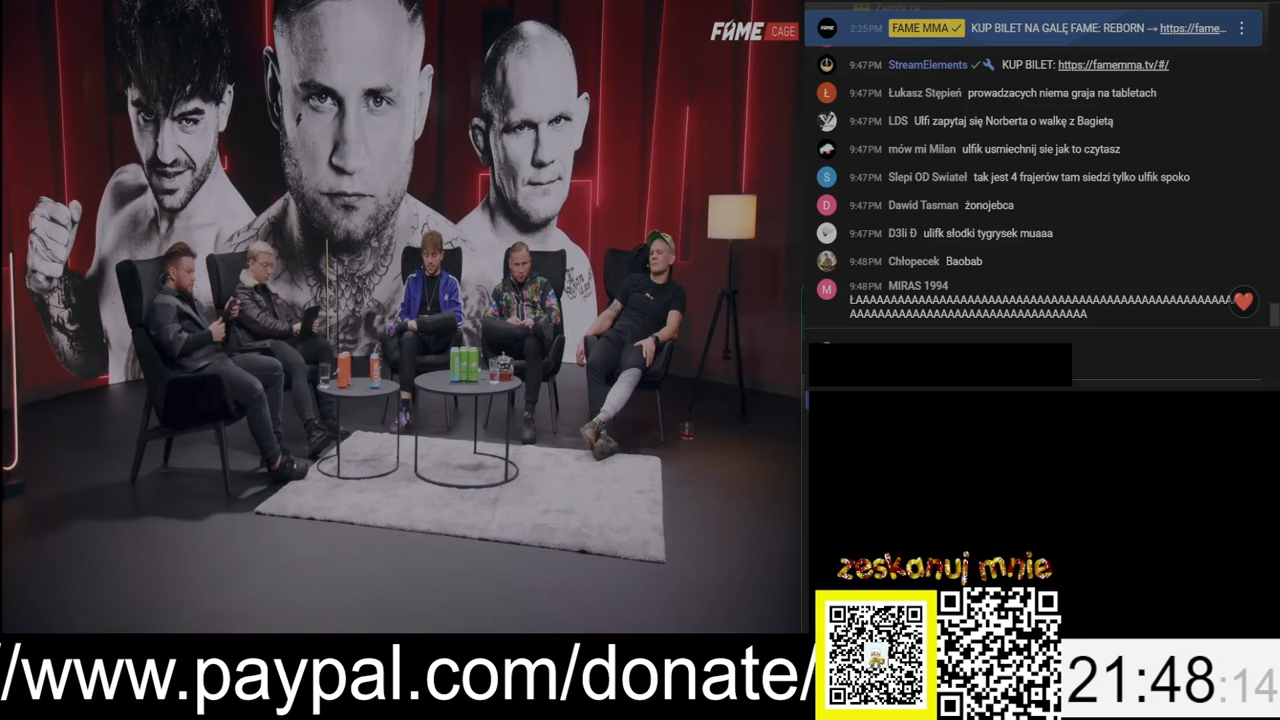 FAME CAGE
Zarobi za
2:25PM FAME MMA KUP BILET NA GALĘ FAME: REBORN → https://fame...
9:47PM StreamElements KUP BILET: https://famemma.tv/#/
9:47PM Łukasz Stępień prowadzacych niema graja na tabletach
9:47PM LDS Ulfi zapytaj się Norberta o walkę z Bagietą
9:47PM mów mi Milan ulfik usmiechnij sie jak to czytasz
9:47PM Slepi OD Swiatel tak jest 4 frajerów tam siedzi tylko ulfik spoko
9:47PM Dawid Tasman żonojebca
9:47PM D3li Đ ulifk słodki tygrysek muaaa
9:48PM Chłopecek Baobab
9:48PM MIRAS 1994
zeskanuj mnie
//www.paypal.com/donate/
21:48:14